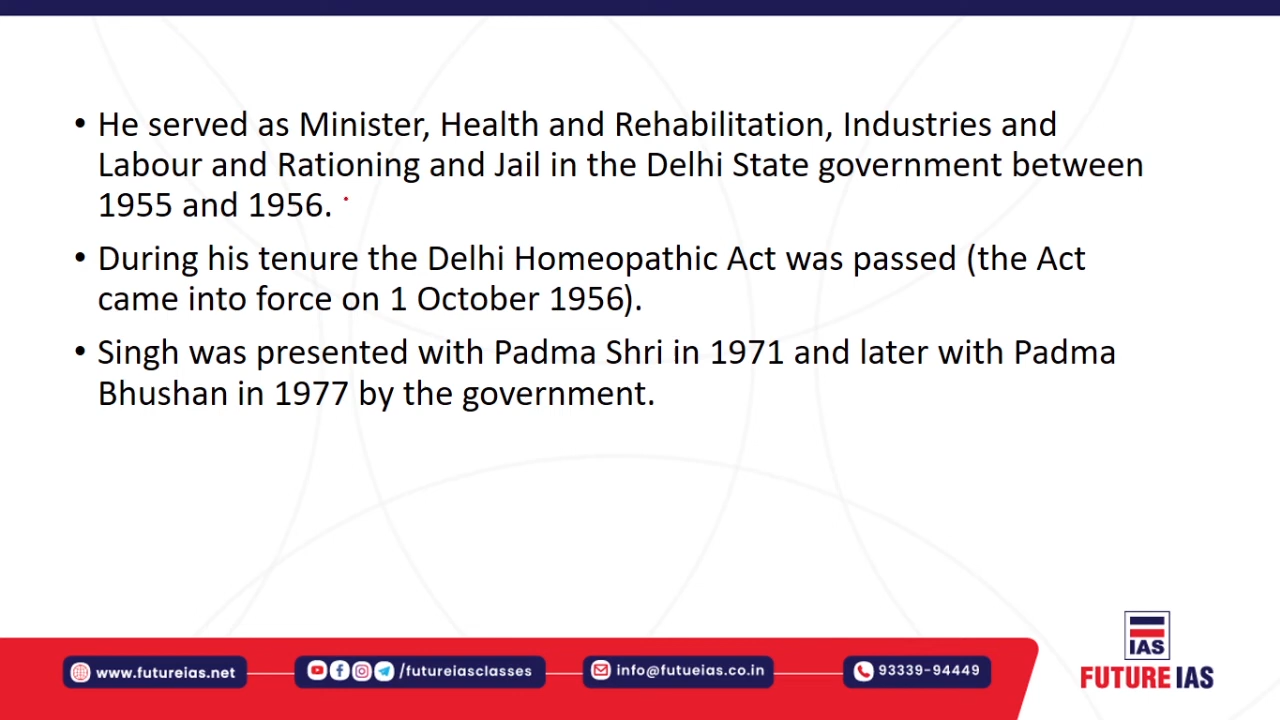 • He served as Minister, Health and Rehabilitation, Industries and
Labour and Rationing and Jail in the Delhi State government between
1955 and 1956.
• During his tenure the Delhi Homeopathic Act was passed (the Act
came into force on 1 October 1956).
• Singh was presented with Padma Shri in 1971 and later with Padma
Bhushan in 1977 by the government.
www.futureias.net
/futureiasclasses
info@futueias.co.in
93339-94449
IAS
FUTURE IAS